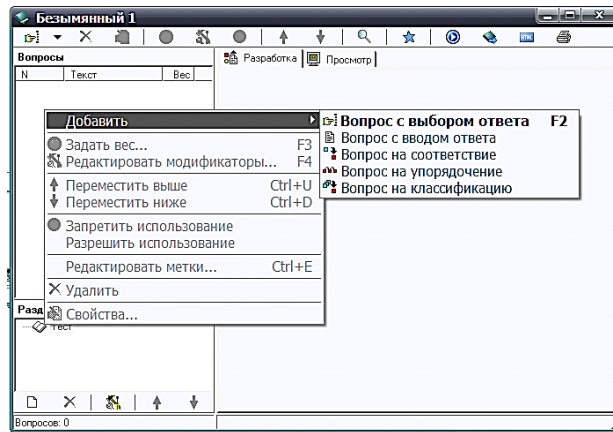 Безымянный 1
HTML
Вопросы
Разработка
Просмотр
N Текст Вес
Добавить
Вопрос с выбором ответа F2
Вопрос с вводом ответа
Вопрос на соответствие
Вопрос на упорядочение
Вопрос на классификацию
Задать вес... F3
Редактировать модификаторы... F4
Переместить выше Ctrl+U
Переместить ниже Ctrl+D
Запретить использование
Разрешить использование
Редактировать метки... Ctrl+E
Удалить
Свойства...
Разд
Тест
Вопросов: 0